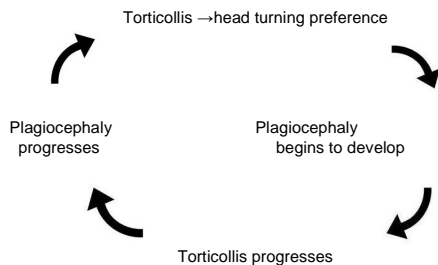 Torticollis →head turning preference
Plagiocephaly
begins to develop
Torticollis progresses
Plagiocephaly
progresses